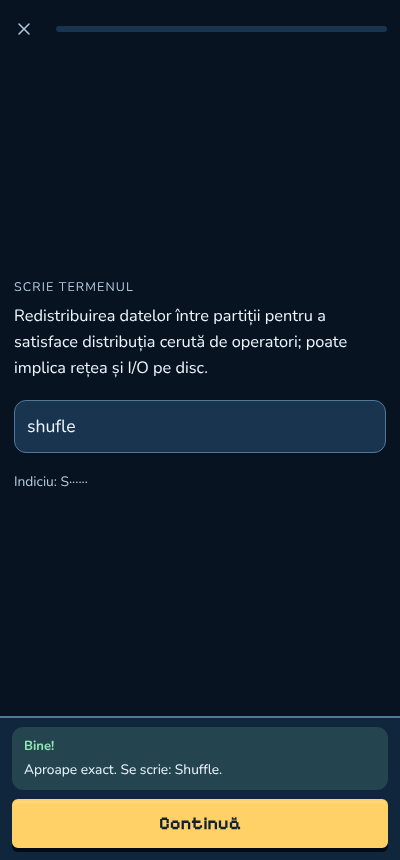 SCRIE TERMENUL
Redistribuirea datelor între partiții pentru a
satisface distribuția cerută de operatori; poate
implica rețea și I/O pe disc.
shufle
Indiciu: S······
Bine!
Aproape exact. Se scrie: Shuffle.
Continuă